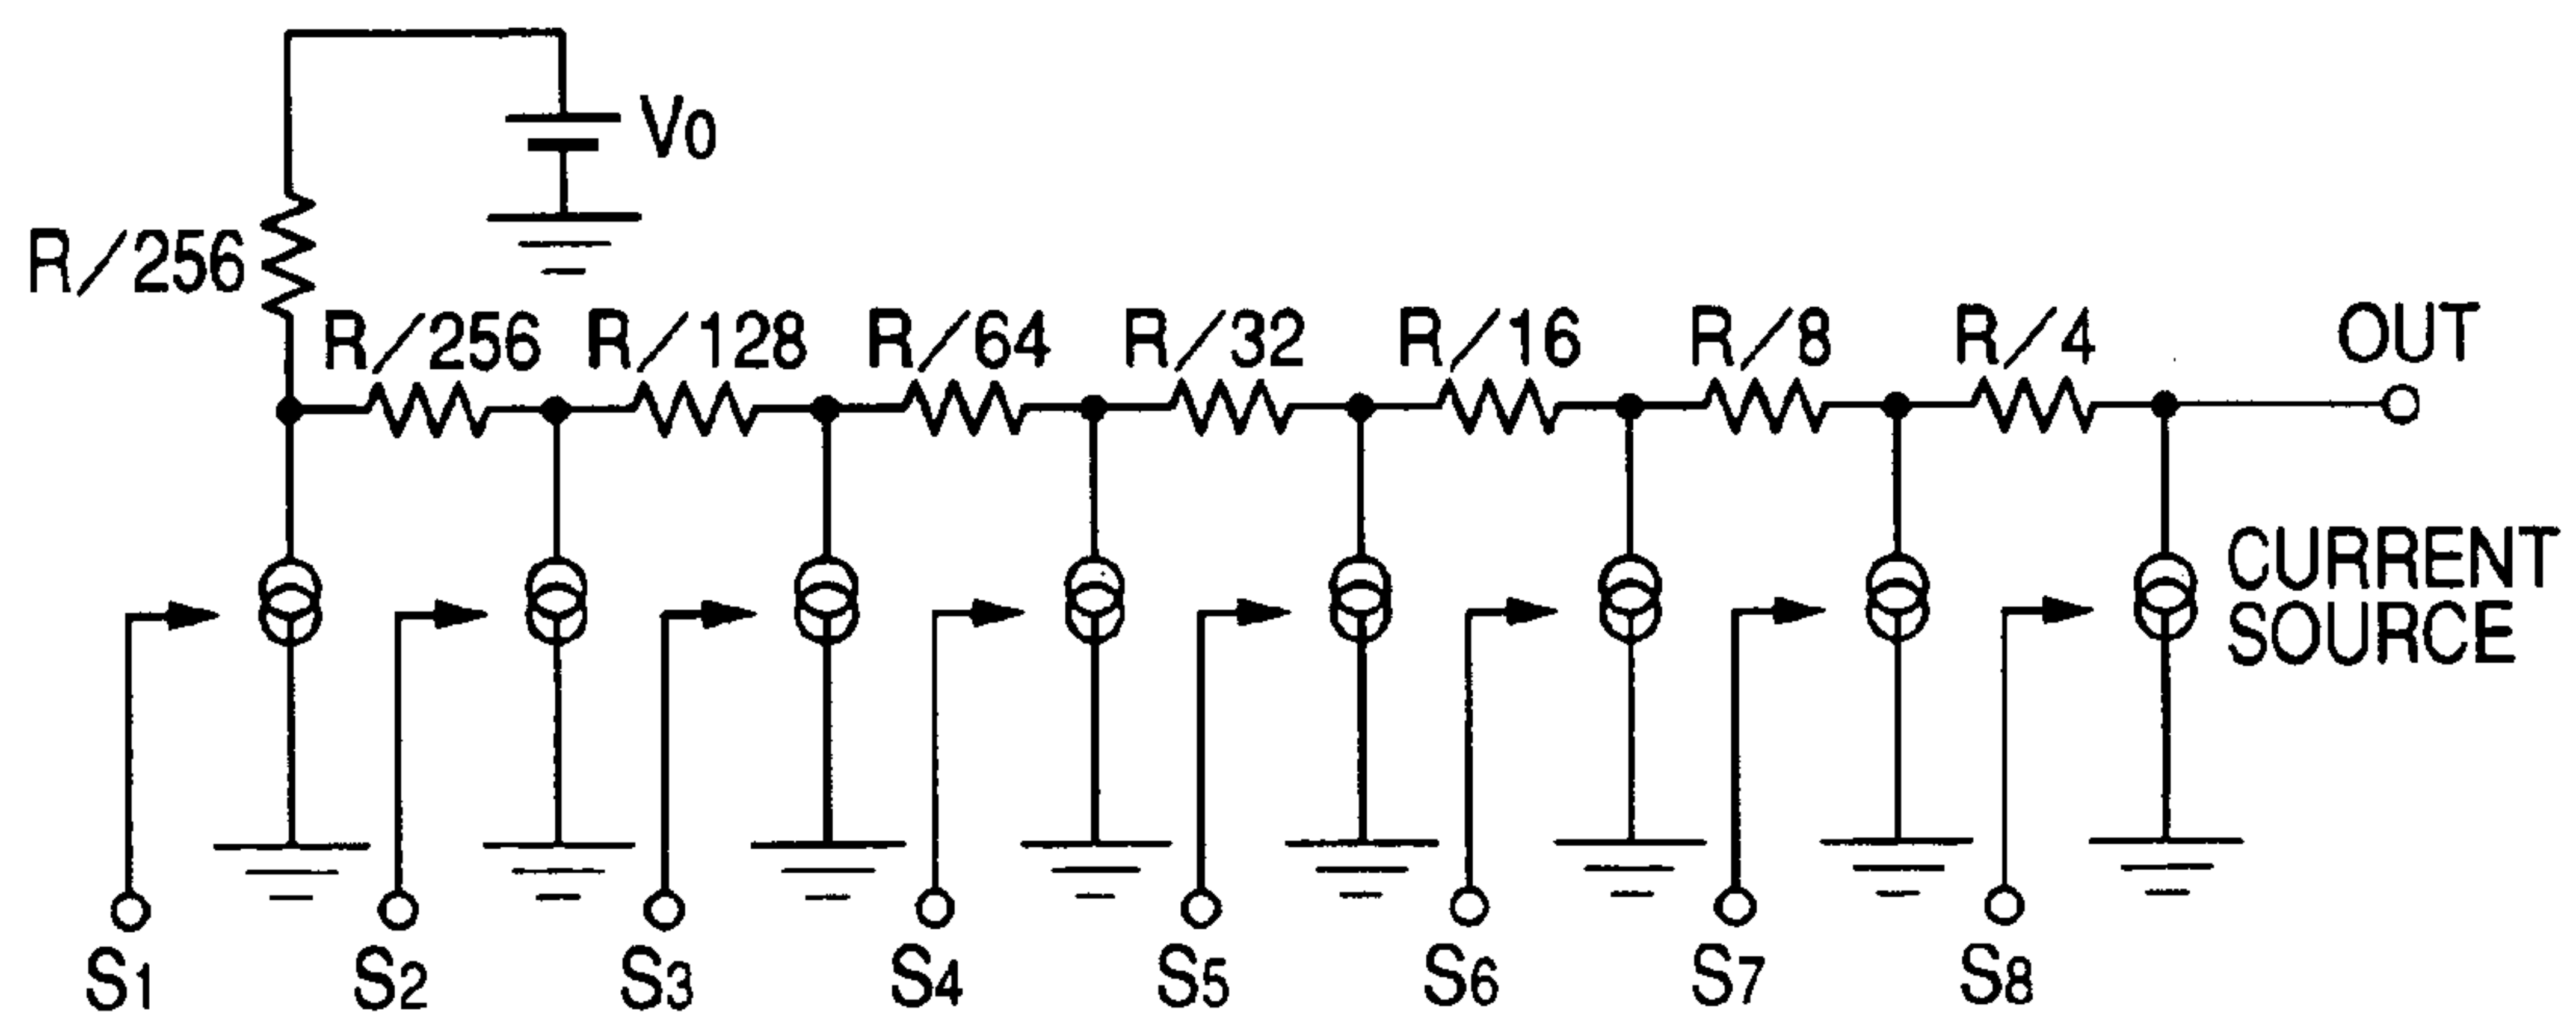 V0
R/256
R/256 R/128 R/64 R/32 R/16 R/8 R/4 OUT
CURRENT
SOURCE
S1 S2 S3 S4 S5 S6 S7 S8